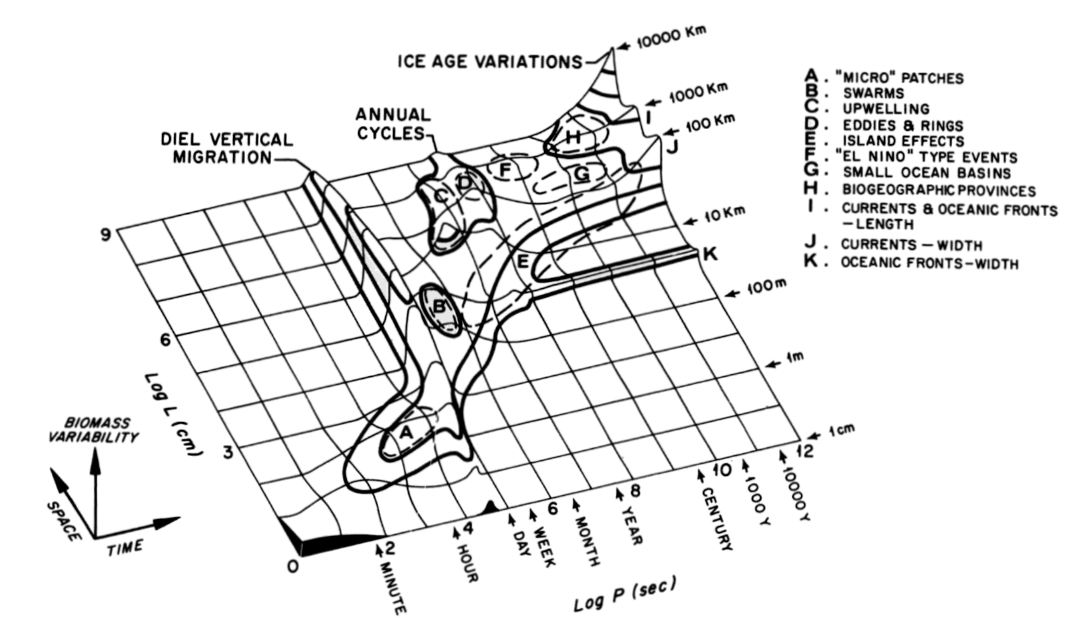 10000 Km
ICE AGE VARIATIONS
1000 Km
I
100 Km
J
ANNUAL
CYCLES
DIEL VERTICAL
MIGRATION
H
F
G
D
C
10 Km
9
E
K
B
100m
6
1m
Log L (cm)
A
1cm
BIOMASS
VARIABILITY
3
12
10
8
6
4
2
0
SPACE
TIME
MINUTE
HOUR
DAY
WEEK
MONTH
YEAR
CENTURY
1000 Y
10000 Y
Log P (sec)
A . "MICRO" PATCHES
B . SWARMS
C . UPWELLING
D . EDDIES & RINGS
E . ISLAND EFFECTS
F . "EL NINO" TYPE EVENTS
G . SMALL OCEAN BASINS
H . BIOGEOGRAPHIC PROVINCES
I . CURRENTS & OCEANIC FRONTS
–LENGTH
J . CURRENTS – WIDTH
K . OCEANIC FRONTS–WIDTH